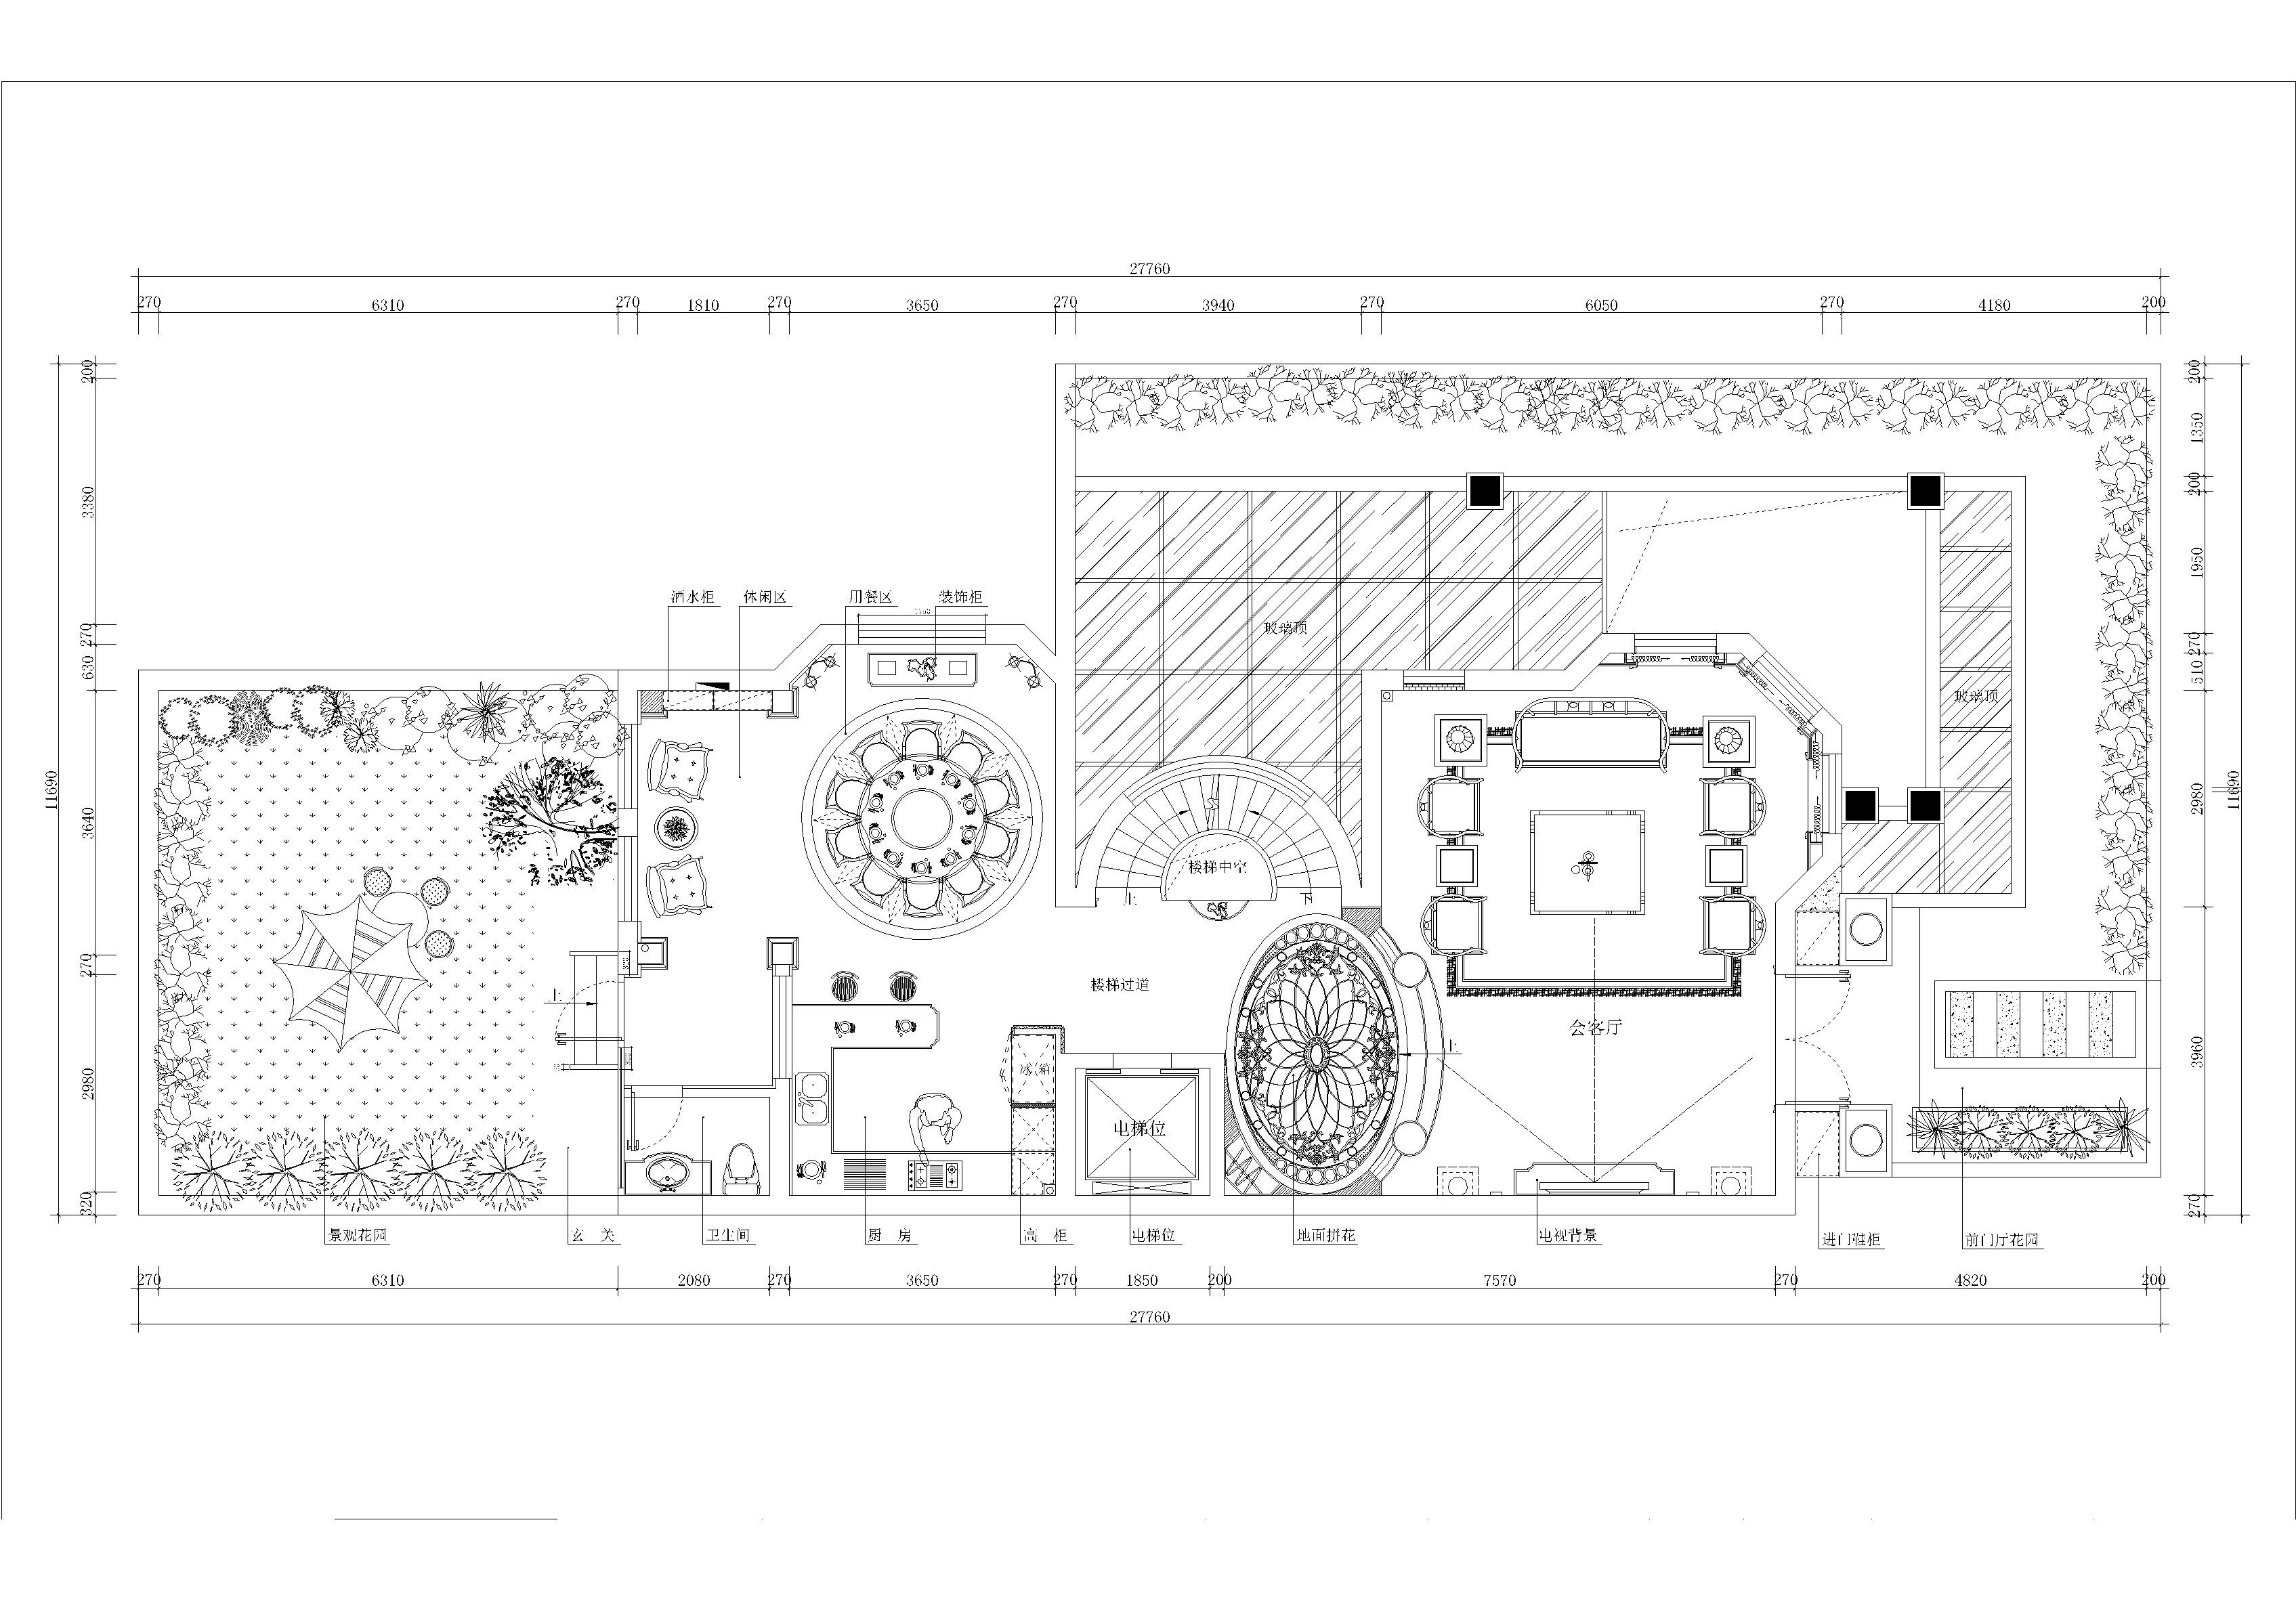 27760
270 6310 270 1810 270 3650 270 3940 270 6050 270 4180 200
200
3380
270
630
3640
270
2980
320
11690
200
1350
200
1950
270
510
2980
3960
270
11690
酒水柜 休闲区 用餐区 装饰柜
玻璃顶
玻璃顶
楼梯中空
上 下
楼梯过道
上
会客厅
上
冰箱
电梯位
景观花园 玄 关 卫生间 厨 房 高 柜 电梯位 地面拼花 电视背景 进门鞋柜 前门厅花园
270 6310 2080 270 3650 270 1850 200 7570 270 4820 200
27760